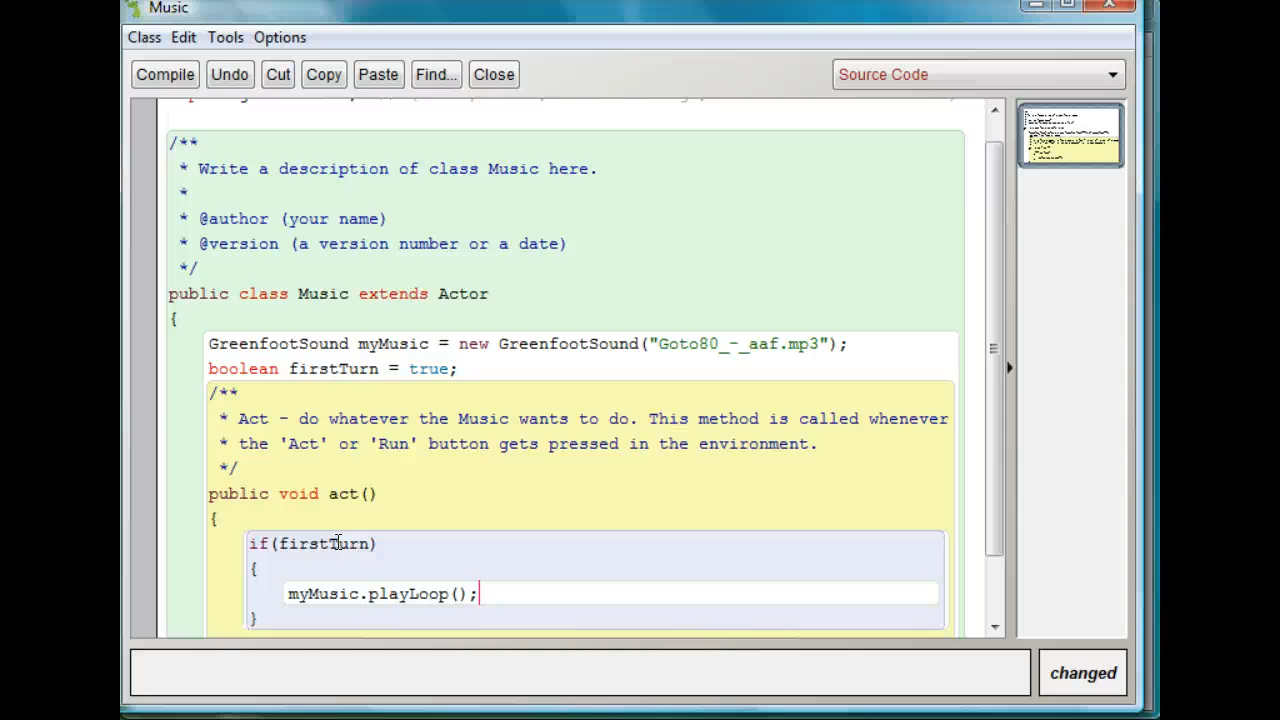 Music
Class Edit Tools Options
Compile Undo Cut Copy Paste Find... Close Source Code
/**
* Write a description of class Music here.
*
* @author (your name)
* @version (a version number or a date)
*/
public class Music extends Actor
{
GreenfootSound myMusic = new GreenfootSound("Goto80_-_aaf.mp3");
boolean firstTurn = true;
/**
* Act - do whatever the Music wants to do. This method is called whenever
* the 'Act' or 'Run' button gets pressed in the environment.
*/
public void act()
{
if(firstTurn)
{
myMusic.playLoop();
}
changed